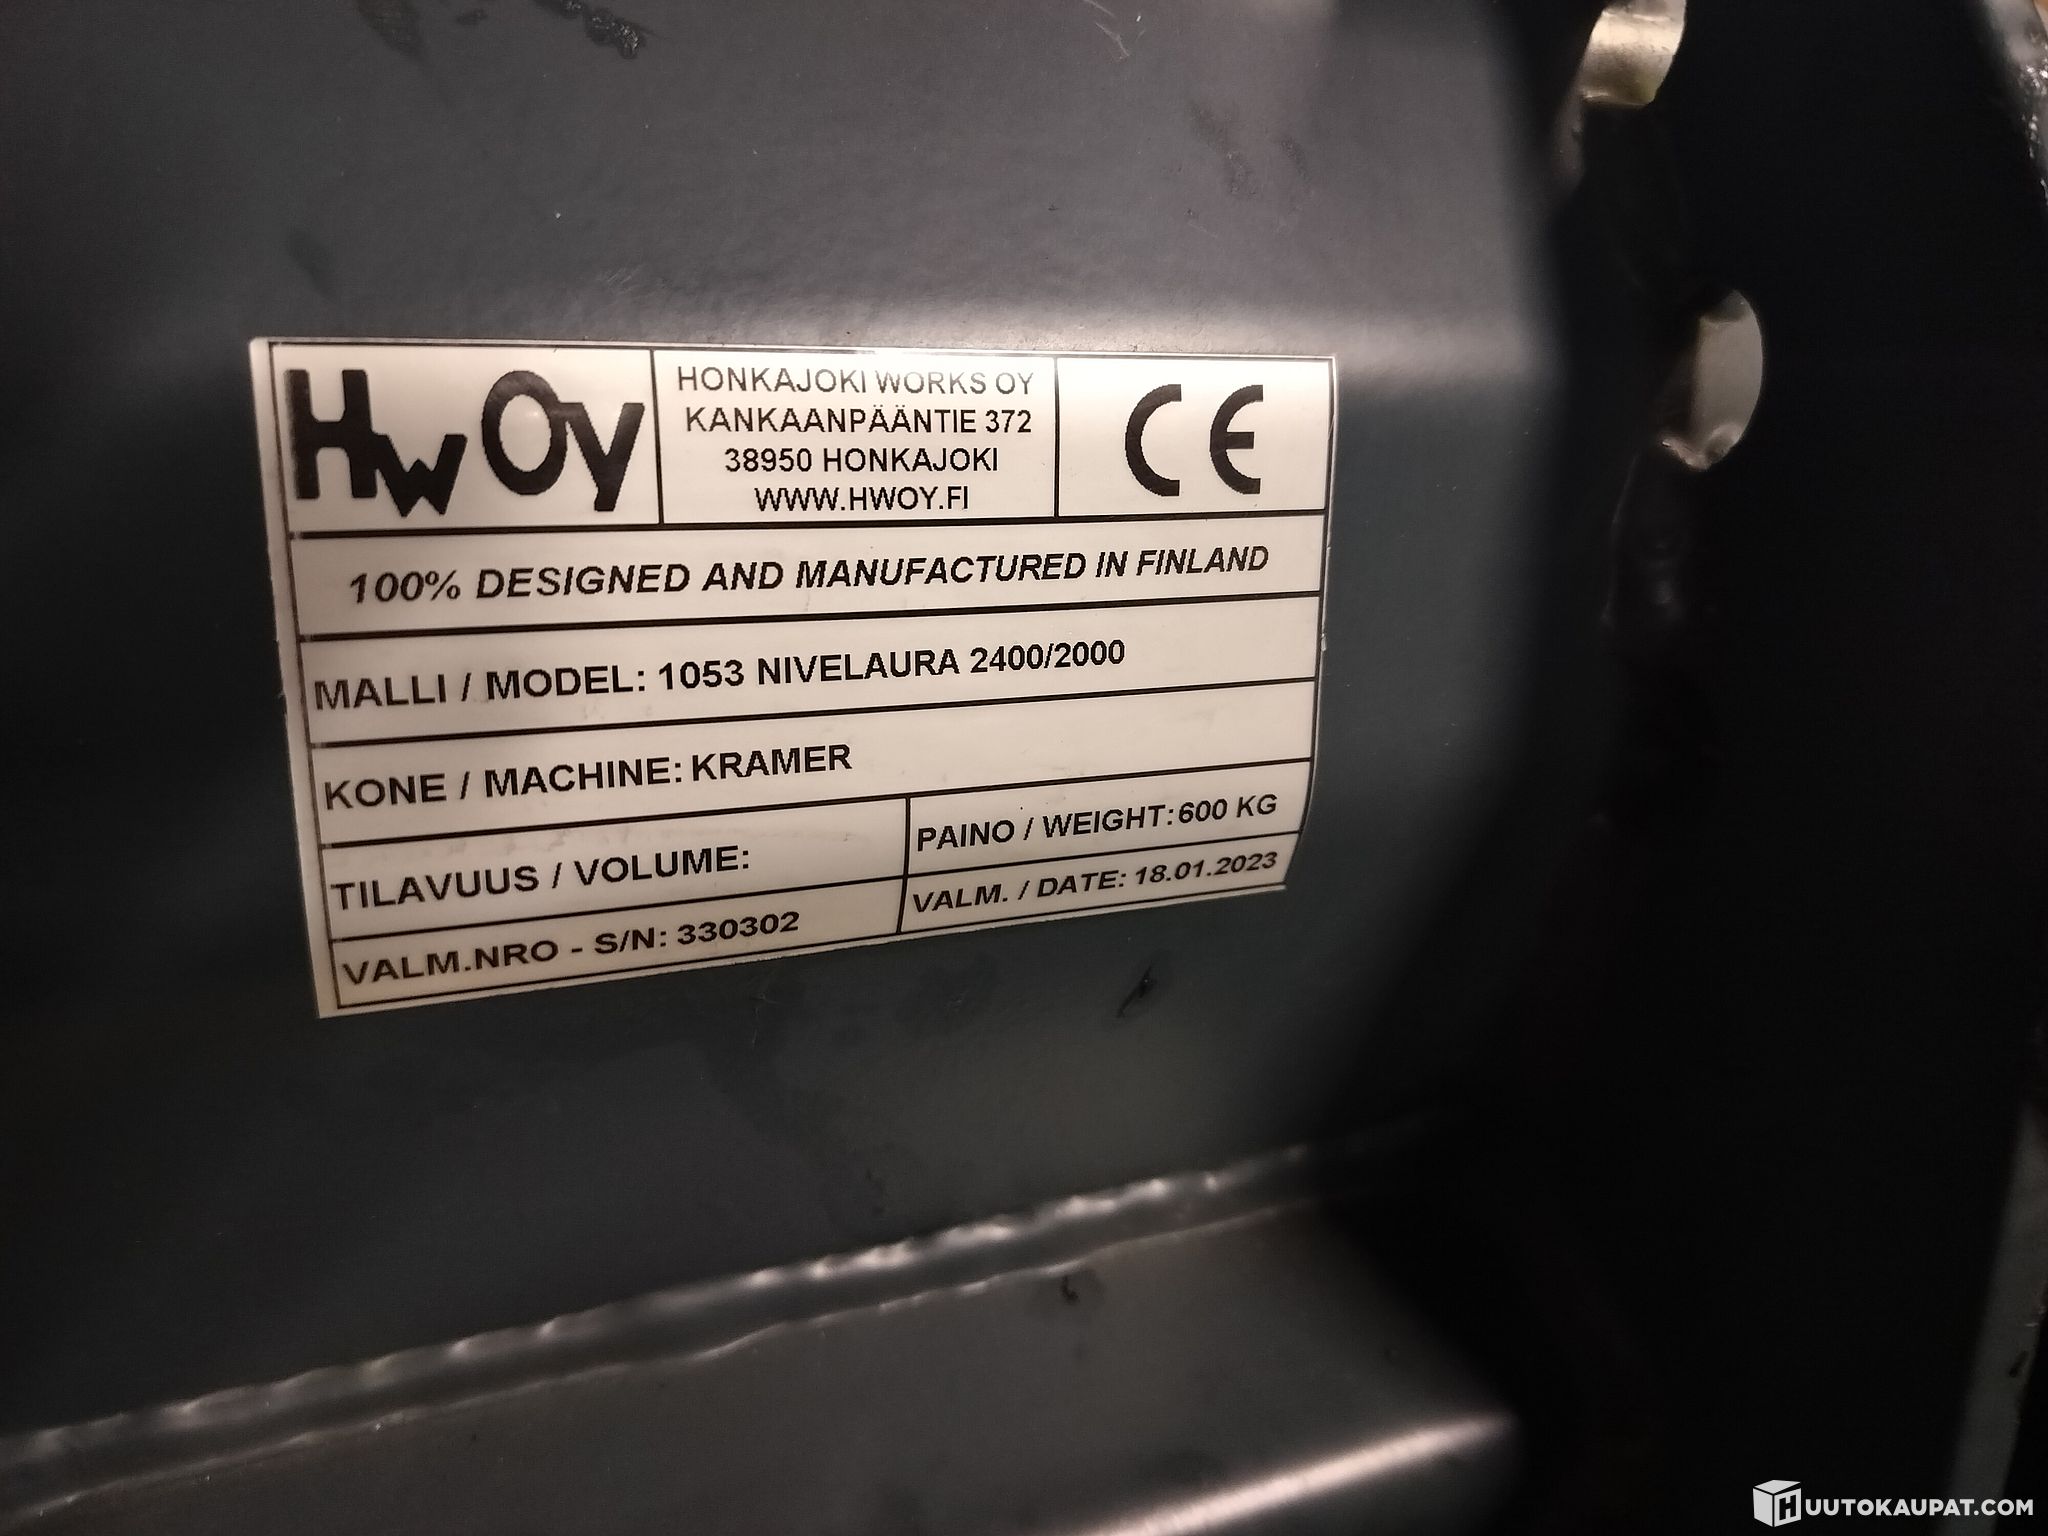 HwOy
HONKAJOKI WORKS OY
KANKAANPÄÄNTIE 372
38950 HONKAJOKI
WWW.HWOY.FI
CE
100% DESIGNED AND MANUFACTURED IN FINLAND
MALLI / MODEL: 1053 NIVELAURA 2400/2000
KONE / MACHINE: KRAMER
TILAVUUS / VOLUME:
PAINO / WEIGHT: 600 KG
VALM.NRO - S/N: 330302
VALM. / DATE: 18.01.2023
HUUTOKAUPAT.COM